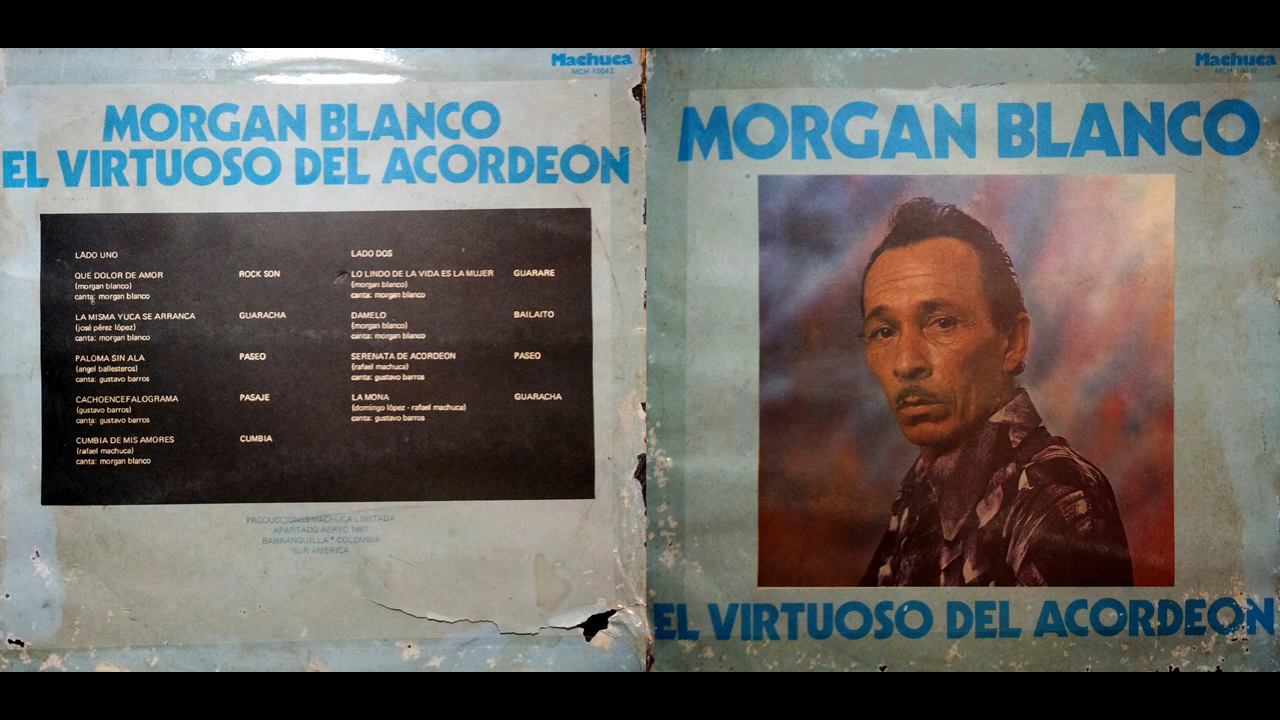 Machuca
MCH 10042
MORGAN BLANCO
EL VIRTUOSO DEL ACORDEON
LADO UNO
QUE DOLOR DE AMOR ROCK SON
(morgan blanco)
canta: morgan blanco
LA MISMA YUCA SE ARRANCA GUARACHA
(josé pérez lópez)
canta: morgan blanco
PALOMA SIN ALA PASEO
(angel ballesteros)
canta: gustavo barros
CACHOENCEFALOGRAMA PASAJE
(gustavo barros)
canta: gustavo barros
CUMBIA DE MIS AMORES CUMBIA
(rafael machuca)
canta: morgan blanco
LADO DOS
LO LINDO DE LA VIDA ES LA MUJER GUARARE
(morgan blanco)
canta: morgan blanco
DAMELO BAILAITO
(morgan blanco)
canta: morgan blanco
SERENATA DE ACORDEON PASEO
(rafael machuca)
canta: gustavo barros
LA MONA GUARACHA
(domingo lópez - rafael machuca)
canta: gustavo barros
PRODUCCIONES MACHUCA LIMITADA
APARTADO AEREO 1861
BARRANQUILLA - COLOMBIA
SUR AMERICA
Machuca
MCH 10042
MORGAN BLANCO
EL VIRTUOSO DEL ACORDEON